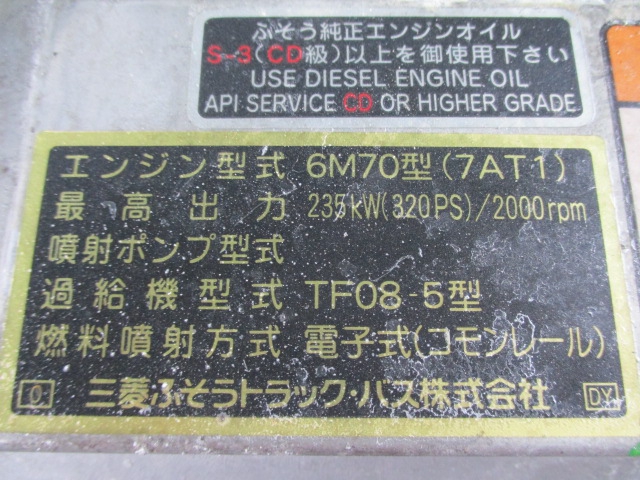 ふそう純正エンジンオイル
S-3(CD級)以上を御使用下さい
USE DIESEL ENGINE OIL
API SERVICE CD OR HIGHER GRADE
エンジン型式 6M70型(7AT1)
最高出力 235kW(320PS)/2000rpm
噴射ポンプ型式
過給機型式 TF08-5型
燃料噴射方式 電子式(コモンレール)
0 三菱ふそうトラック・バス株式会社 DY